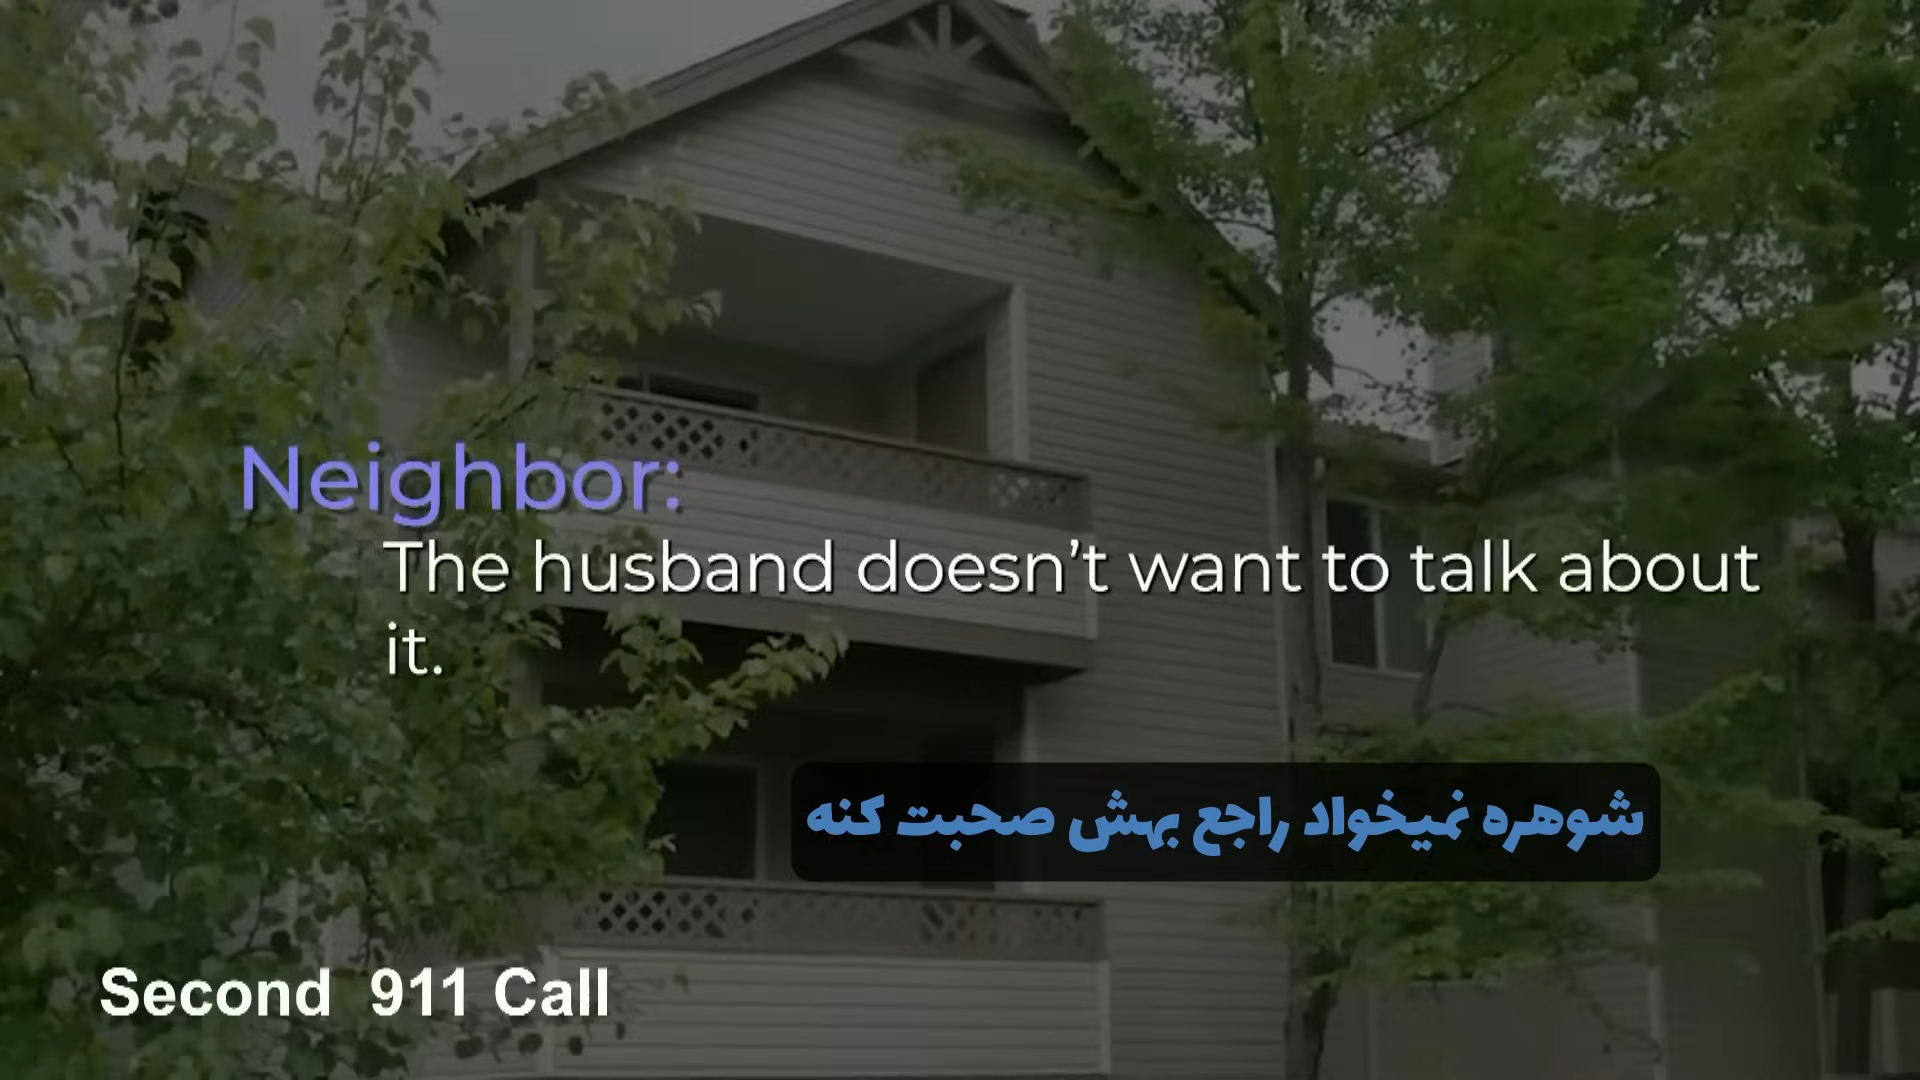 Neighbor:
The husband doesn’t want to talk about
it.
شوهره نمیخواد راجع بهش صحبت کنه
Second 911 Call